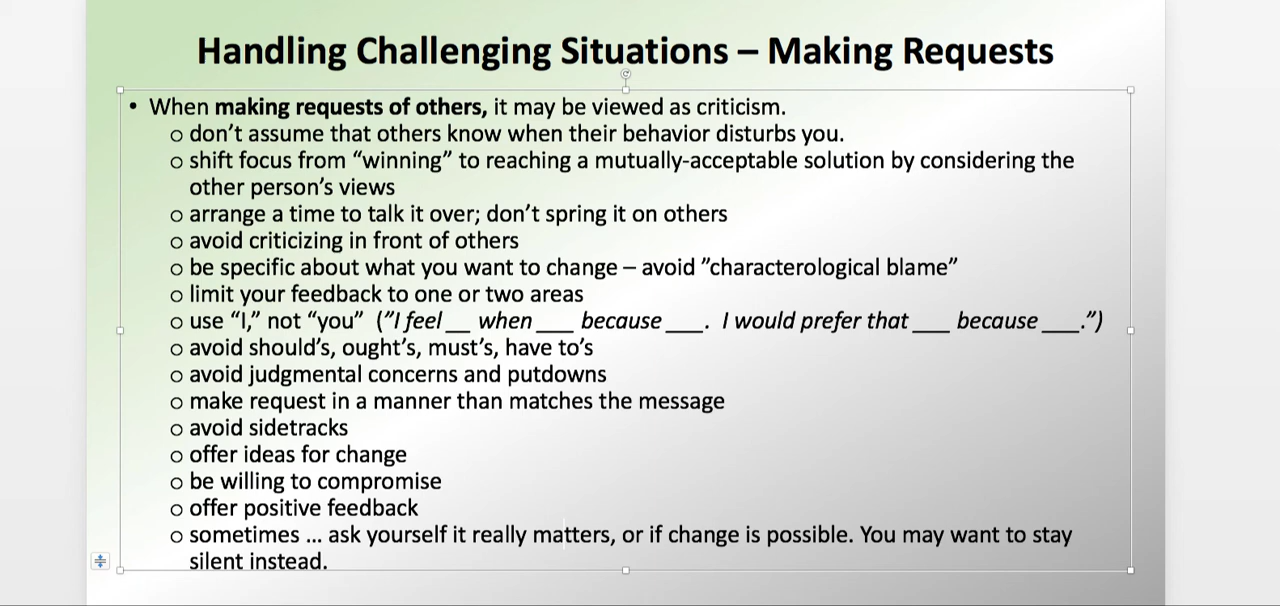 Handling Challenging Situations – Making Requests
• When making requests of others, it may be viewed as criticism.
o don’t assume that others know when their behavior disturbs you.
o shift focus from “winning” to reaching a mutually-acceptable solution by considering the
other person’s views
o arrange a time to talk it over; don’t spring it on others
o avoid criticizing in front of others
o be specific about what you want to change – avoid ”characterological blame”
o limit your feedback to one or two areas
o use “I,” not “you” (”I feel __ when ___ because ___. I would prefer that ___ because ___.”)
o avoid should’s, ought’s, must’s, have to’s
o avoid judgmental concerns and putdowns
o make request in a manner than matches the message
o avoid sidetracks
o offer ideas for change
o be willing to compromise
o offer positive feedback
o sometimes ... ask yourself it really matters, or if change is possible. You may want to stay
silent instead.